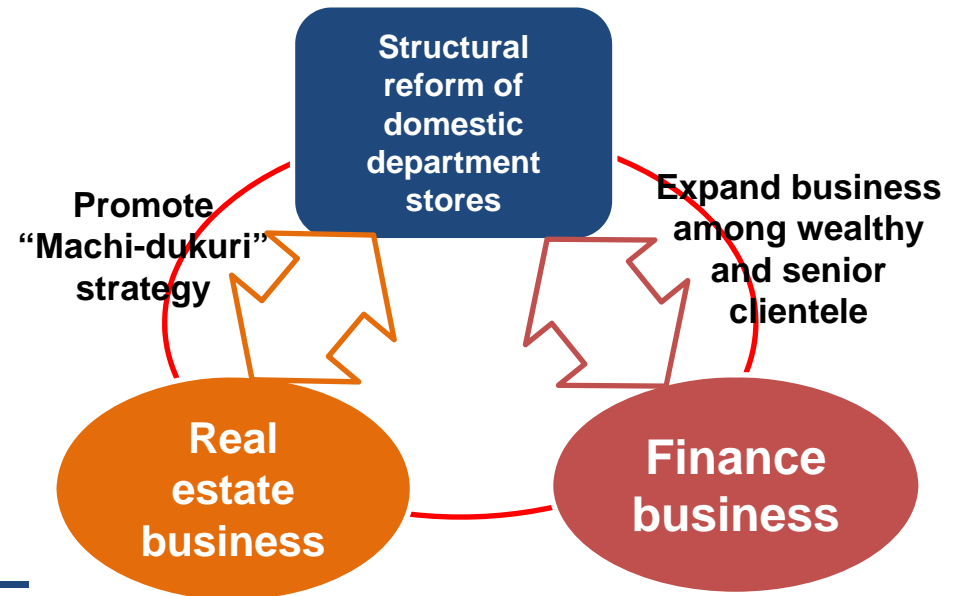 Structural
reform of
domestic
department
stores
Promote
“Machi-dukuri”
strategy
Expand business
among wealthy
and senior
clientele
Real
estate
business
Finance
business